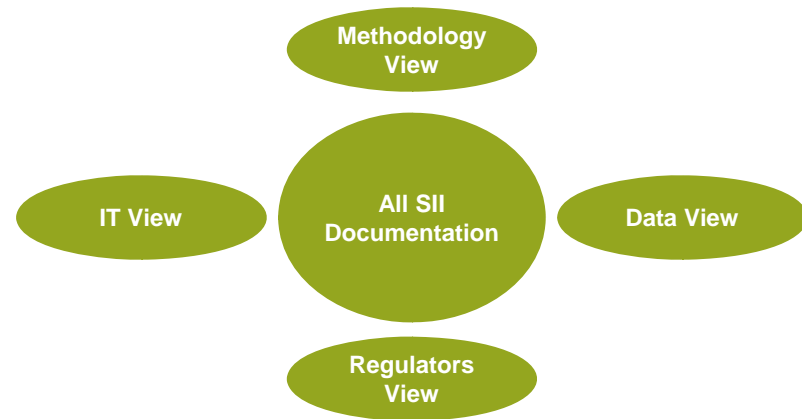 Methodology
View
IT View
All SII
Documentation
Data View
Regulators
View